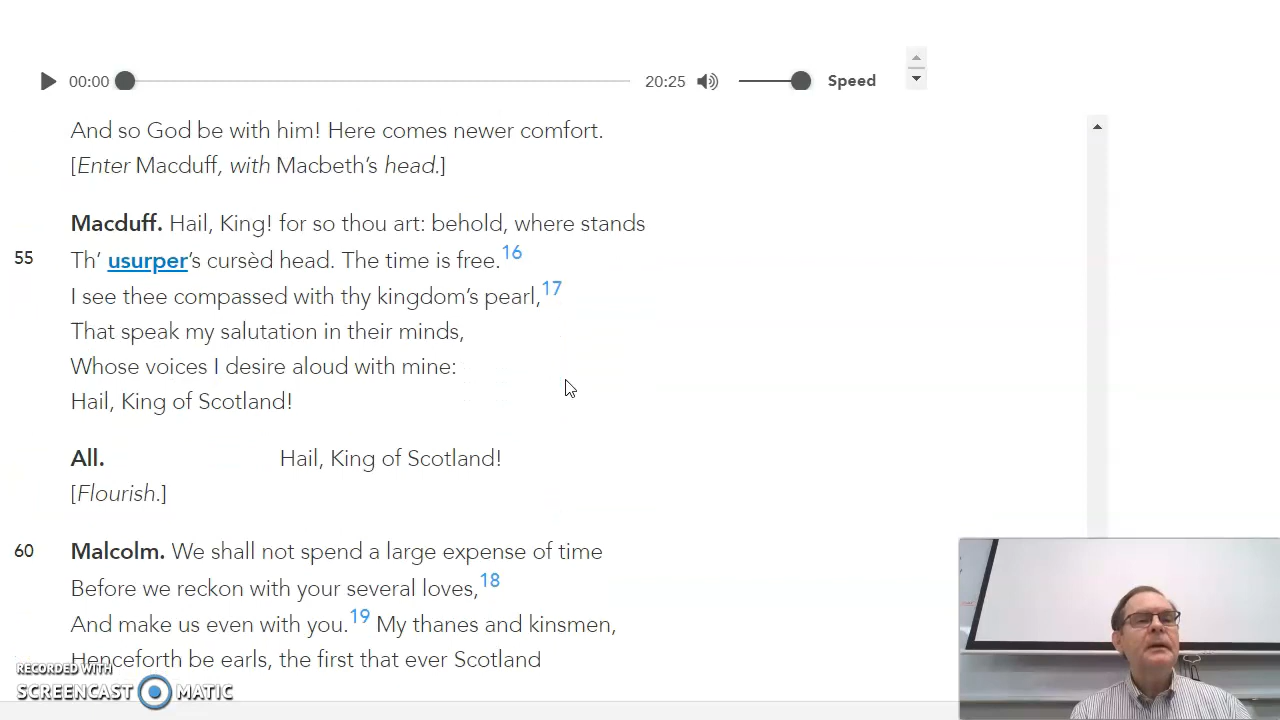 00:00 20:25 Speed
And so God be with him! Here comes newer comfort.
[Enter Macduff, with Macbeth's head.]
Macduff. Hail, King! for so thou art: behold, where stands
55 Th' usurper's cursèd head. The time is free.16
I see thee compassed with thy kingdom's pearl,17
That speak my salutation in their minds,
Whose voices I desire aloud with mine:
Hail, King of Scotland!
All. Hail, King of Scotland!
[Flourish.]
60 Malcolm. We shall not spend a large expense of time
Before we reckon with your several loves,18
And make us even with you.19 My thanes and kinsmen,
Henceforth be earls, the first that ever Scotland
RECORDED WITH
SCREENCAST MATIC